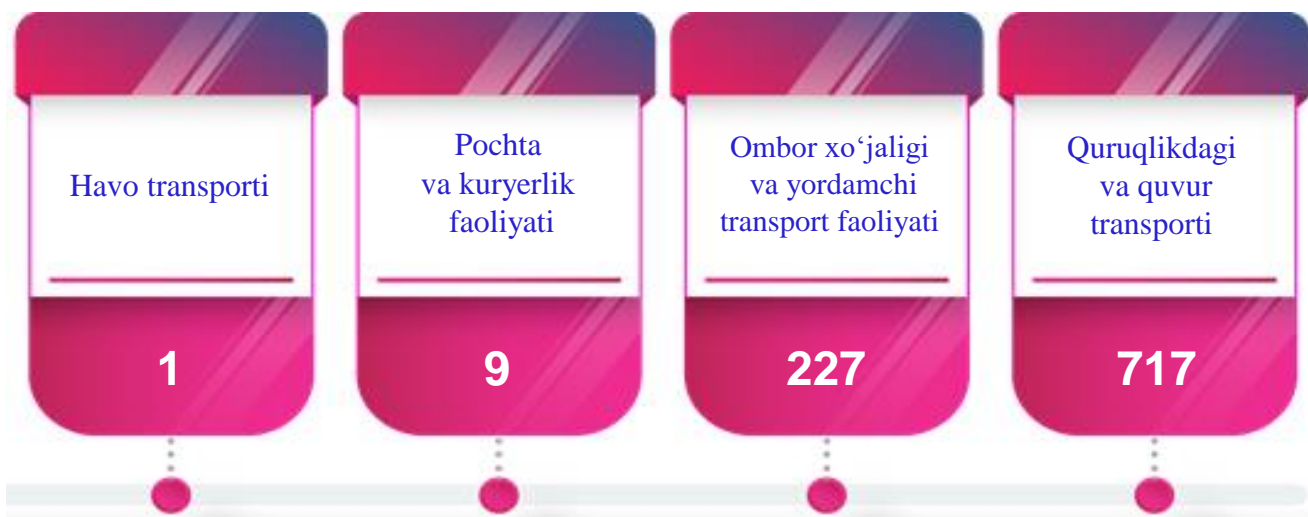 Havo transporti
1
Pochta
va kuryerlik
faoliyati
9
Ombor xo‘jaligi
va yordamchi
transport faoliyati
227
Quruqlikdagi
va quvur
transporti
717